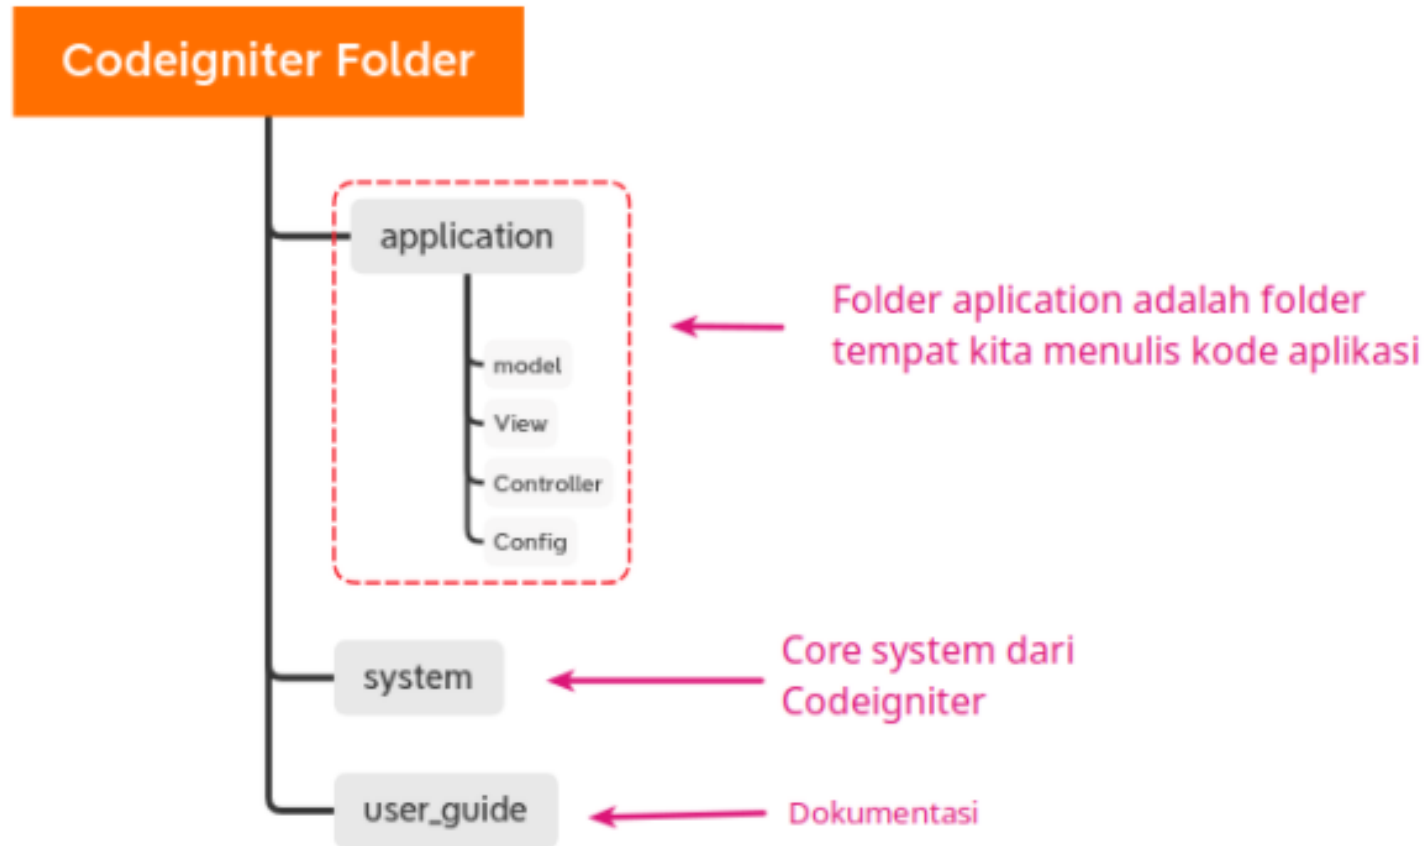 Codeigniter Folder
application
Folder aplication adalah folder
tempat kita menulis kode aplikasi
model
View
Controller
Config
system
Core system dari
Codeigniter
user_guide
Dokumentasi